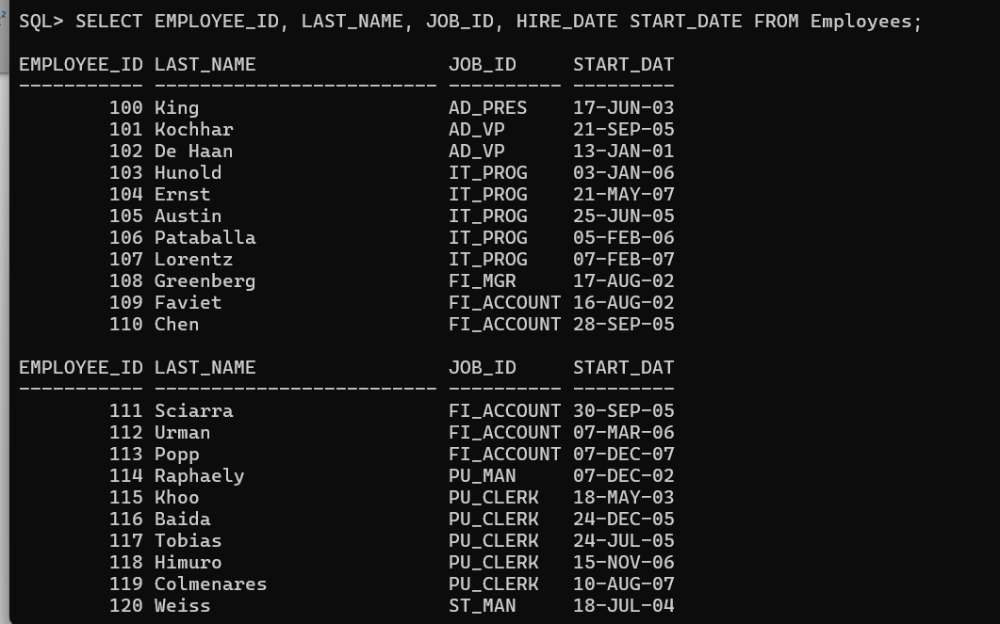 SQL> SELECT EMPLOYEE_ID, LAST_NAME, JOB_ID, HIRE_DATE START_DATE FROM Employees;
EMPLOYEE_ID LAST_NAME                 JOB_ID     START_DAT
----------- ------------------------- ---------- ---------
        100 King                      AD_PRES    17-JUN-03
        101 Kochhar                   AD_VP      21-SEP-05
        102 De Haan                   AD_VP      13-JAN-01
        103 Hunold                    IT_PROG    03-JAN-06
        104 Ernst                     IT_PROG    21-MAY-07
        105 Austin                    IT_PROG    25-JUN-05
        106 Pataballa                 IT_PROG    05-FEB-06
        107 Lorentz                   IT_PROG    07-FEB-07
        108 Greenberg                 FI_MGR     17-AUG-02
        109 Faviet                    FI_ACCOUNT 16-AUG-02
        110 Chen                      FI_ACCOUNT 28-SEP-05
EMPLOYEE_ID LAST_NAME                 JOB_ID     START_DAT
----------- ------------------------- ---------- ---------
        111 Sciarra                   FI_ACCOUNT 30-SEP-05
        112 Urman                     FI_ACCOUNT 07-MAR-06
        113 Popp                      FI_ACCOUNT 07-DEC-07
        114 Raphaely                  PU_MAN     07-DEC-02
        115 Khoo                      PU_CLERK   18-MAY-03
        116 Baida                     PU_CLERK   24-DEC-05
        117 Tobias                    PU_CLERK   24-JUL-05
        118 Himuro                    PU_CLERK   15-NOV-06
        119 Colmenares                PU_CLERK   10-AUG-07
        120 Weiss                     ST_MAN     18-JUL-04